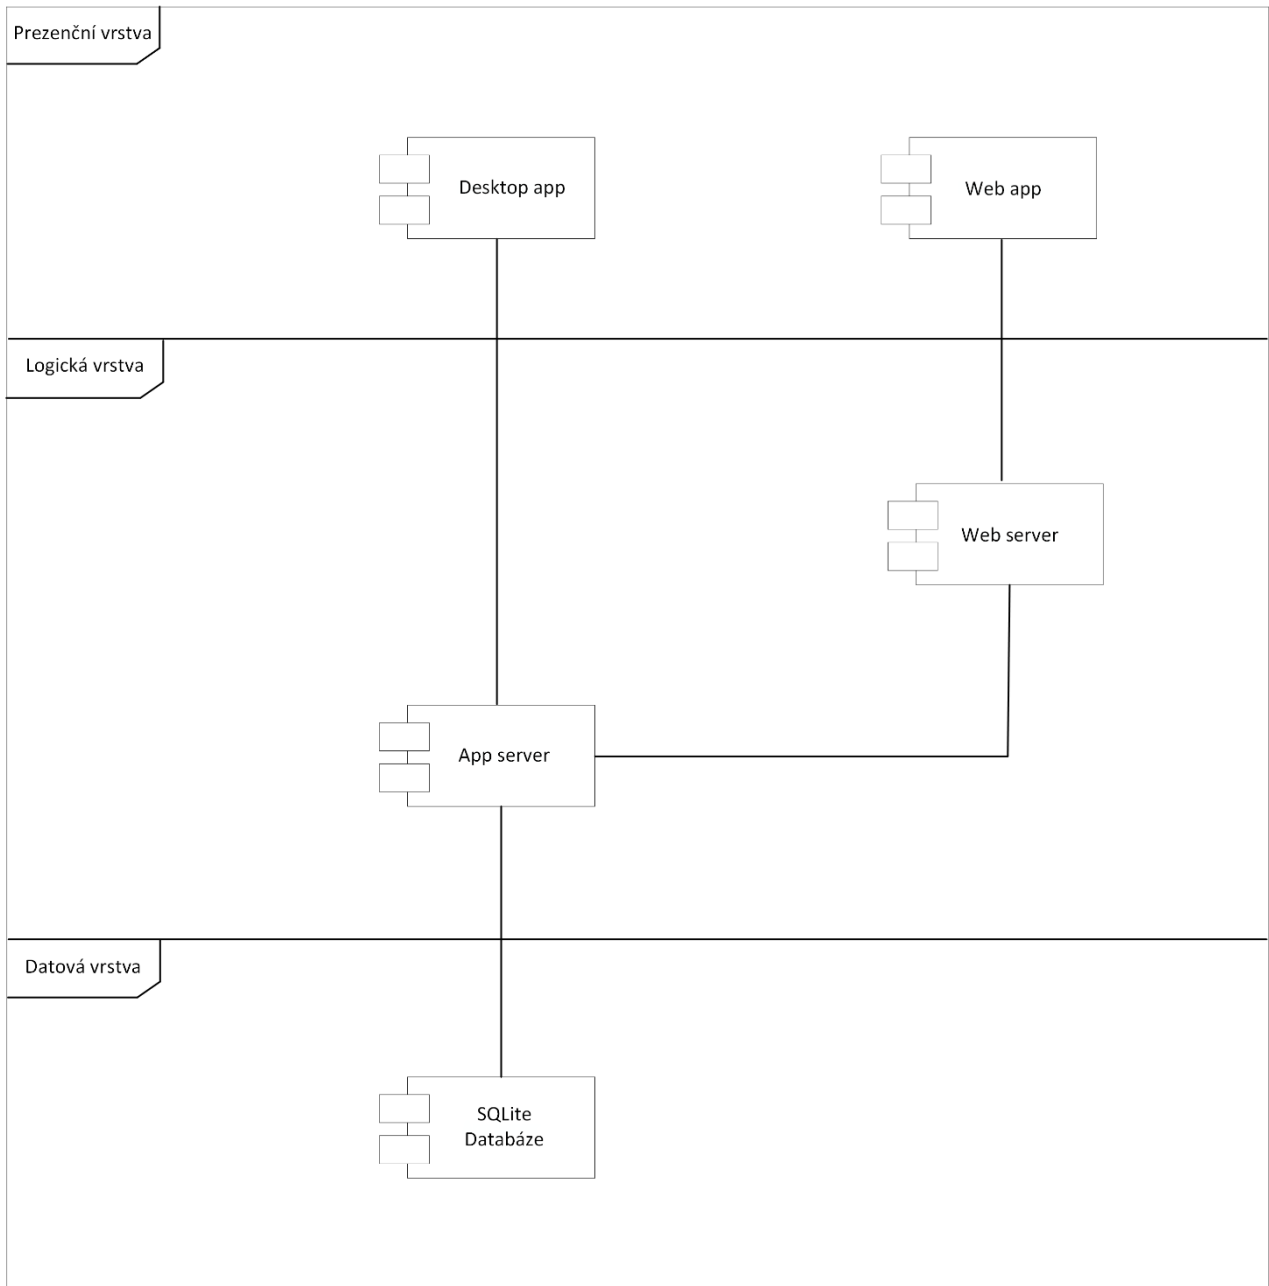 Prezenční vrstva
Desktop app
Web app
Logická vrstva
Web server
App server
Datová vrstva
SQLite
Databáze